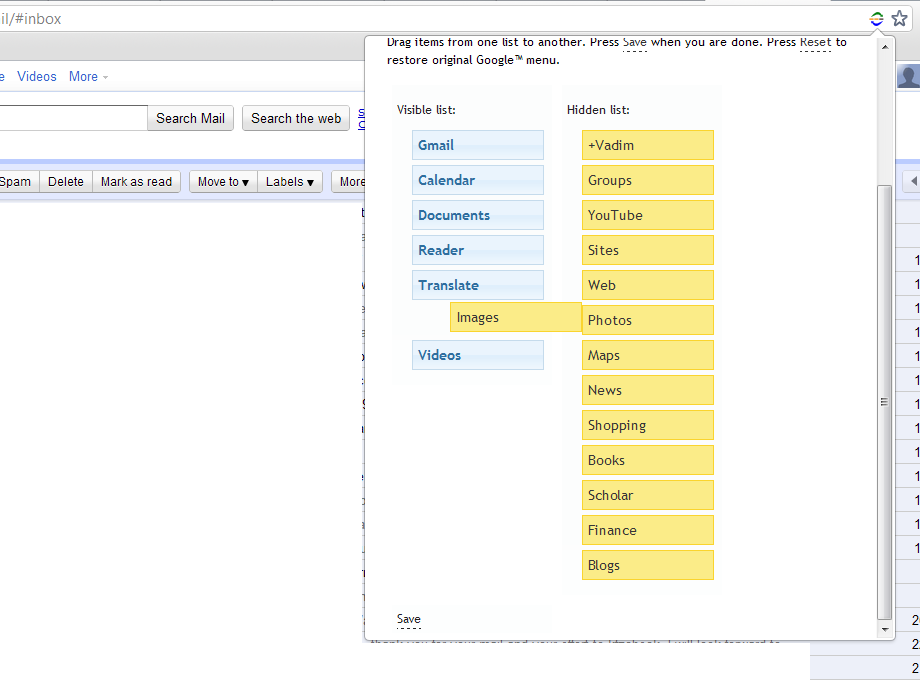 il/#inbox
Drag items from one list to another. Press Save when you are done. Press Reset to
restore original Google™ menu.
Videos More
Search Mail Search the web
Visible list: Hidden list:
Gmail +Vadim
Spam Delete Mark as read Move to Labels More
Calendar Groups
Documents YouTube
Reader Sites
Translate Web
Images Photos
Videos Maps
News
Shopping
Books
Scholar
Finance
Blogs
Save